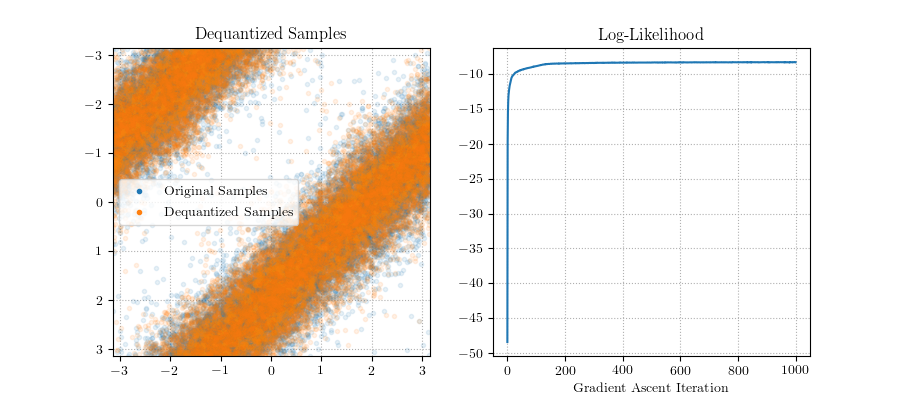 Dequantized Samples
−3
−2
−1
0
1
2
3
Original Samples
Dequantized Samples
−3 −2 −1 0 1 2 3
Log-Likelihood
−10
−15
−20
−25
−30
−35
−40
−45
−50
0 200 400 600 800 1000
Gradient Ascent Iteration